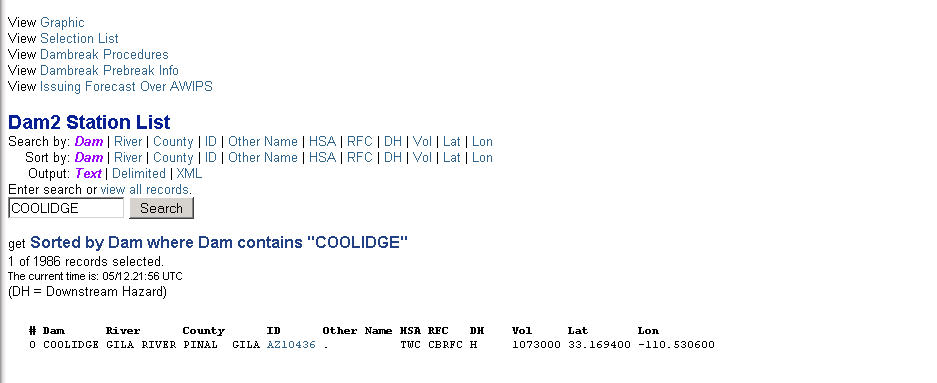 View Graphic
View Selection List
View Dambreak Procedures
View Dambreak Prebreak Info
View Issuing Forecast Over AWIPS
Dam2 Station List
Search by: Dam | River | County | ID | Other Name | HSA | RFC | DH | Vol | Lat | Lon
Sort by: Dam | River | County | ID | Other Name | HSA | RFC | DH | Vol | Lat | Lon
Output: Text | Delimited | XML
Enter search or view all records.
COOLIDGE Search
get Sorted by Dam where Dam contains "COOLIDGE"
1 of 1986 records selected.
The current time is: 05/12.21:56 UTC
(DH = Downstream Hazard)
# Dam River County ID Other Name HSA RFC DH Vol Lat Lon
0 COOLIDGE GILA RIVER PINAL GILA AZ10436 . TWC CBRFC H 1073000 33.169400 -110.530600